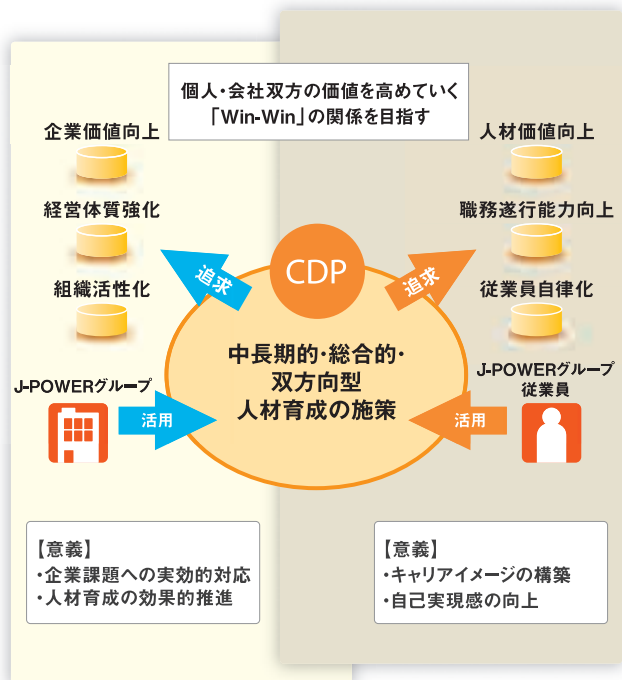 個人・会社双方の価値を高めていく
「Win-Win」の関係を目指す
企業価値向上
経営体質強化
組織活性化
J-POWERグループ
人材価値向上
職務遂行能力向上
従業員自律化
J-POWERグループ
従業員
CDP
追求
追求
中長期的・総合的・
双方向型
人材育成の施策
活用
活用
【意義】
・企業課題への実効的対応
・人材育成の効果的推進
【意義】
・キャリアイメージの構築
・自己実現感の向上